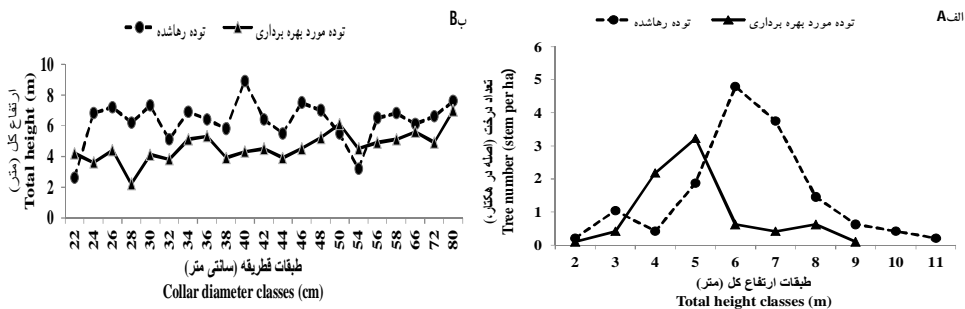 الف A
توده رهاشده
توده مورد بهره برداری
تعداد درخت (اصله در هکتار)
Tree number (stem per ha)
6
5
4
3
2
1
0
2 3 4 5 6 7 8 9 10 11
طبقات ارتفاع کل (متر)
Total height classes (m)
ب B
توده رهاشده
توده مورد بهره برداری
ارتفاع کل (متر)
Total height (m)
10
8
6
4
2
0
22 24 26 28 30 32 34 36 38 40 42 44 46 48 50 54 56 58 66 72 80
طبقات قطریقه (سانتی متر)
Collar diameter classes (cm)